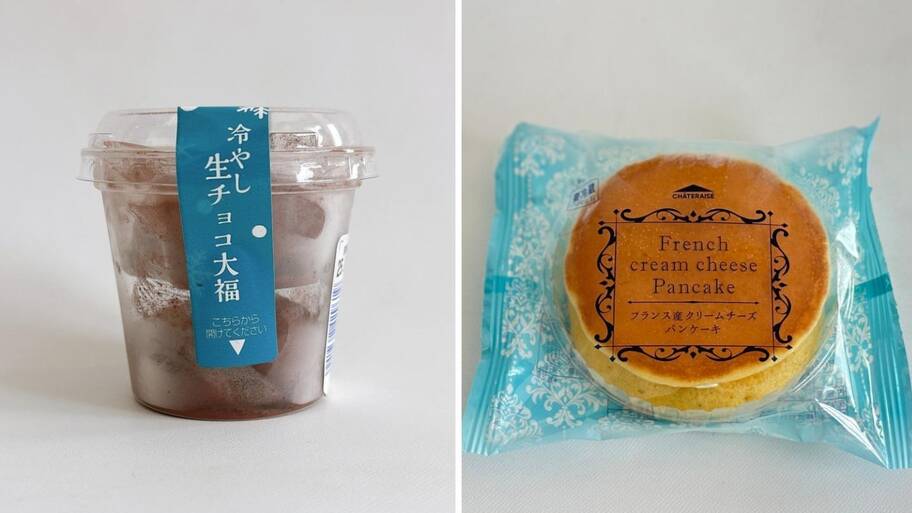 冷やし
生チョコ大福
こちらから
開けてください
CHATERAISÉ
French
cream cheese
Pancake
フランス産クリームチーズ
パンケーキ